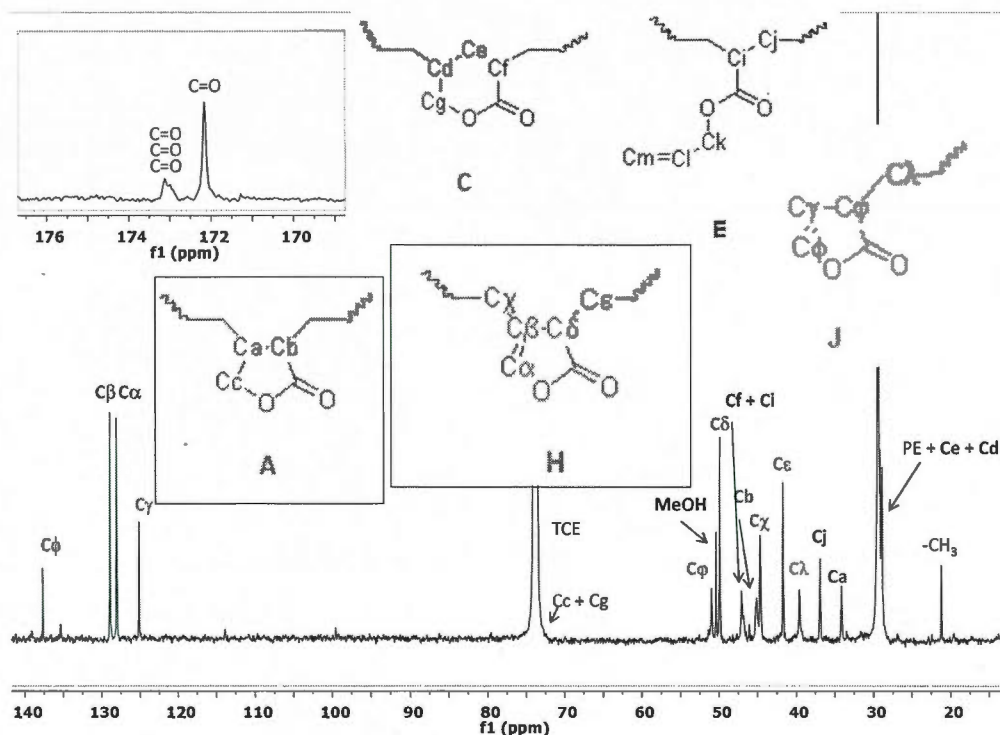 C=O
C=O
C=O
C=O
176
174
172
170
f1 (ppm)
Ce
Cd
Cf
Cg
O
O
C
Ci
Cj
O
O
Ck
Cm=Cl
E
Cλ
Cγ
Cφ
Cϕ
O
O
J
Ca
Cb
Cc
O
O
A
Cχ
Cε
Cβ
Cδ
Cα
O
O
H
Cβ Cα
Cγ
Cϕ
TCE
Cc + Cg
MeOH
Cφ
Cδ
Cf + Ci
Cb
Cχ
Cε
Cλ
Cj
Ca
PE + Ce + Cd
-CH3
140
130
120
110
100
90
80
70
60
50
40
30
20
f1 (ppm)